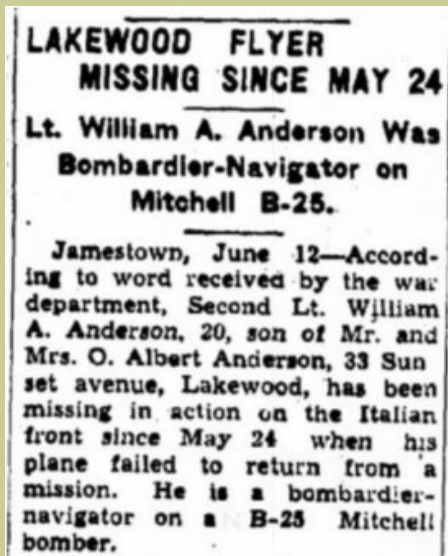 LAKEWOOD FLYER
MISSING SINCE MAY 24
Lt. William A. Anderson Was
Bombardier-Navigator on
Mitchell B-25.
Jamestown, June 12—Accord-
ing to word received by the war
department, Second Lt. William
A. Anderson, 20, son of Mr. and
Mrs. O. Albert Anderson, 33 Sun
set avenue, Lakewood, has been
missing in action on the Italian
front since May 24 when his
plane failed to return from a
mission. He is a bombardier-
navigator on a B-25 Mitchell
bomber.